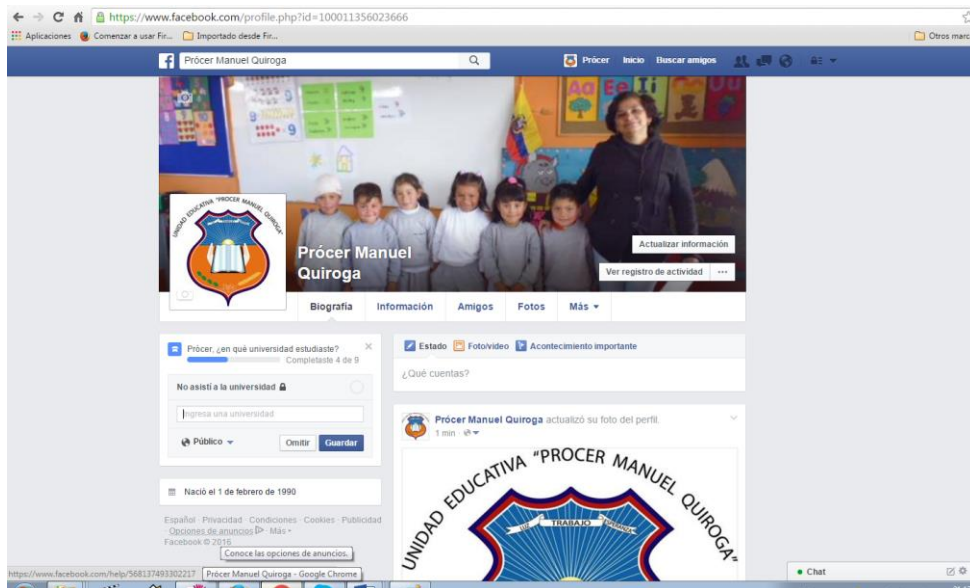 https://www.facebook.com/profile.php?id=100011356023666
Aplicaciones Comenzar a usar Fir... Importado desde Fir... Otros marc
Prócer Manuel Quiroga
Prócer Inicio Buscar amigos
Aa Ee Ii
UNIDAD EDUCATIVA "PROCER MANUEL QUIROGA"
Prócer Manuel
Quiroga
Actualizar información
Ver registro de actividad ...
Biografía Información Amigos Fotos Más
Prócer, ¿en qué universidad estudiaste?
Completaste 4 de 9
No asistí a la universidad
Ingresa una universidad
Público Omitir Guardar
Nació el 1 de febrero de 1990
Español · Privacidad · Condiciones · Cookies · Publicidad
· Opciones de anuncios · Más
Facebook © 2016
Conoce las opciones de anuncios.
Estado Foto/video Acontecimiento importante
¿Qué cuentas?
Prócer Manuel Quiroga actualizó su foto del perfil.
1 min ·
UNIDAD EDUCATIVA "PROCER MANUEL QUIROGA"
LUZ TRABAJO ESPERANZA
https://www.facebook.com/help/568137493302217
Prócer Manuel Quiroga - Google Chrome
Chat